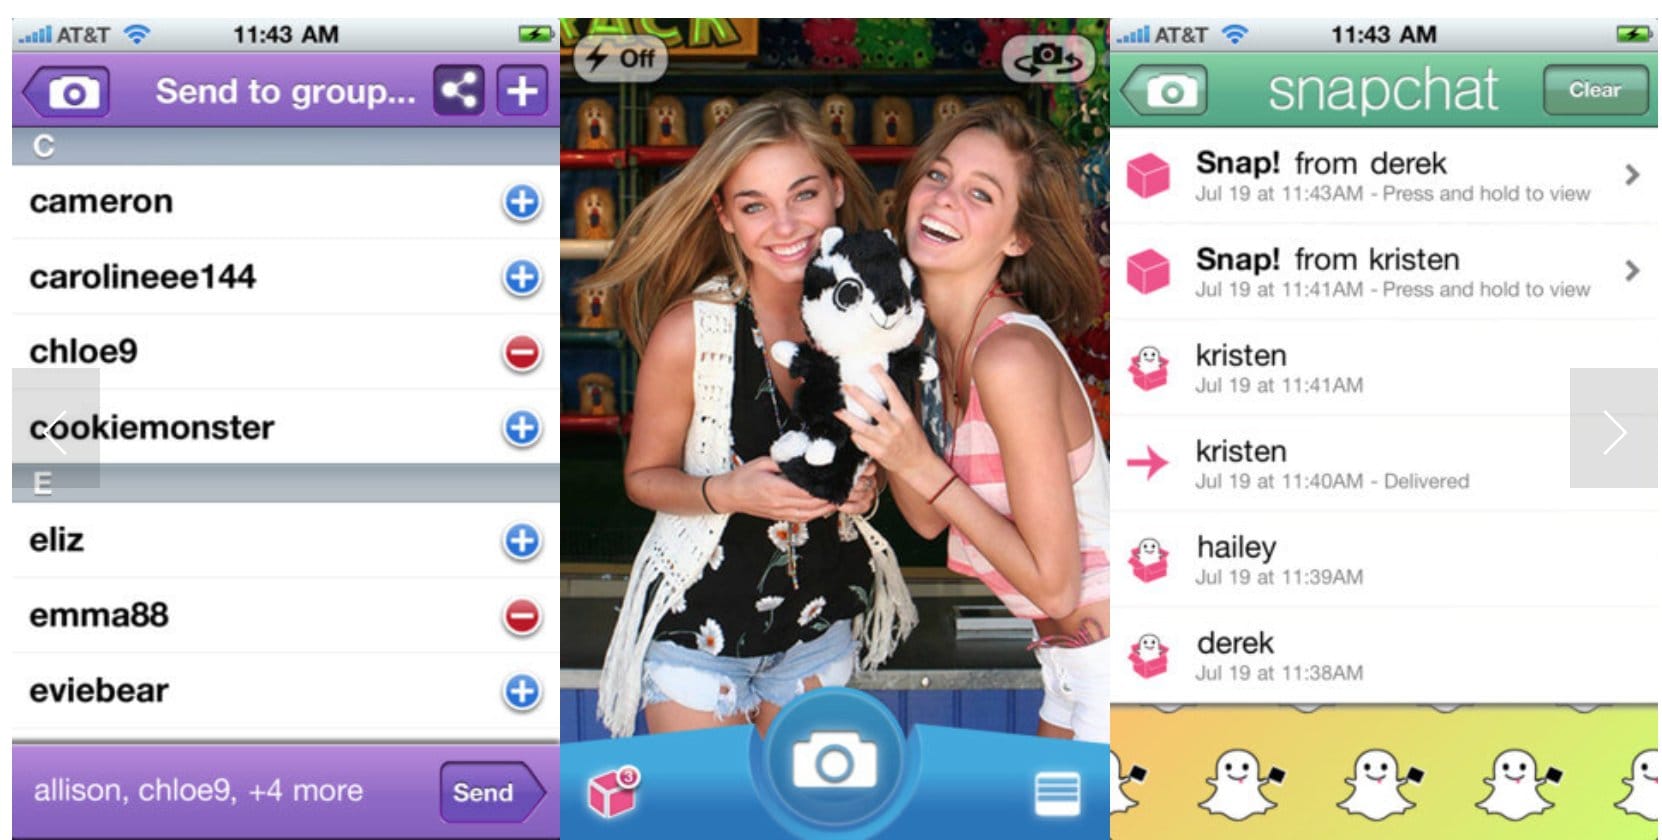 AT&T 11:43 AM
Send to group...
C
cameron
carolineee144
chloe9
cookiemonster
E
eliz
emma88
eviebear
allison, chloe9, +4 more
Send
RACK
Off
3
AT&T 11:43 AM
snapchat
Clear
Snap! from derek
Jul 19 at 11:43AM - Press and hold to view
Snap! from kristen
Jul 19 at 11:41AM - Press and hold to view
kristen
Jul 19 at 11:41AM
kristen
Jul 19 at 11:40AM - Delivered
hailey
Jul 19 at 11:39AM
derek
Jul 19 at 11:38AM